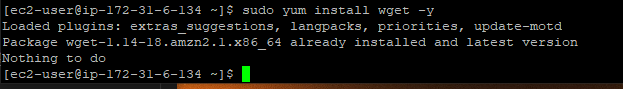 [ec2-user@ip-172-31-6-134 ~]$ sudo yum install wget -y
Loaded plugins: extras_suggestions, langpacks, priorities, update-motd
Package wget-1.14-18.amzn2.1.x86_64 already installed and latest version
Nothing to do
[ec2-user@ip-172-31-6-134 ~]$